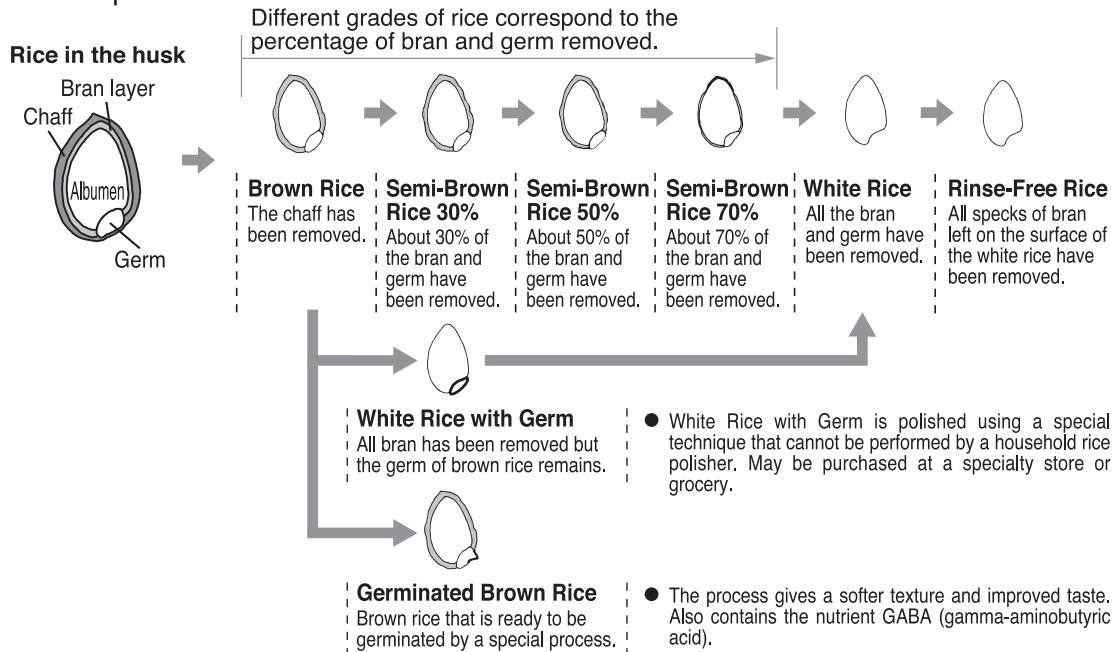 Different grades of rice correspond to the
percentage of bran and germ removed.
Rice in the husk
Bran layer
Chaff
Albumen
Germ
Brown Rice
The chaff has
been removed.
Semi-Brown
Rice 30%
About 30% of
the bran and
germ have
been removed.
Semi-Brown
Rice 50%
About 50% of
the bran and
germ have
been removed.
Semi-Brown
Rice 70%
About 70% of
the bran and
germ have
been removed.
White Rice
All the bran
and germ have
been removed.
Rinse-Free Rice
All specks of bran
left on the surface of
the white rice have
been removed.
White Rice with Germ
All bran has been removed but
the germ of brown rice remains.
● White Rice with Germ is polished using a special
technique that cannot be performed by a household rice
polisher. May be purchased at a specialty store or
grocery.
Germinated Brown Rice
Brown rice that is ready to be
germinated by a special process.
● The process gives a softer texture and improved taste.
Also contains the nutrient GABA (gamma-aminobutyric
acid).